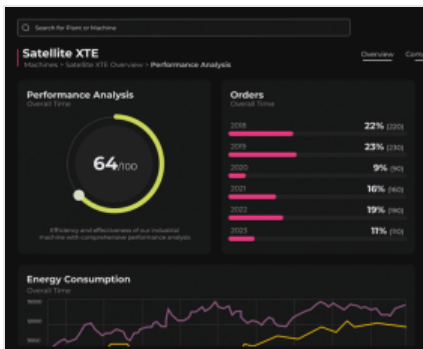 Search for Plant or Machine
Satellite XTE
Machines > Satellite XTE Overview > Performance Analysis
Overview
Com
Performance Analysis
Overall Time
64/100
Efficiency and effectiveness of our industrial
machine with comprehensive performance analysis
Orders
Overall Time
2018 22% (220)
2019 23% (230)
2020 9% (90)
2021 16% (160)
2022 19% (190)
2023 11% (110)
Energy Consumption
Overall Time